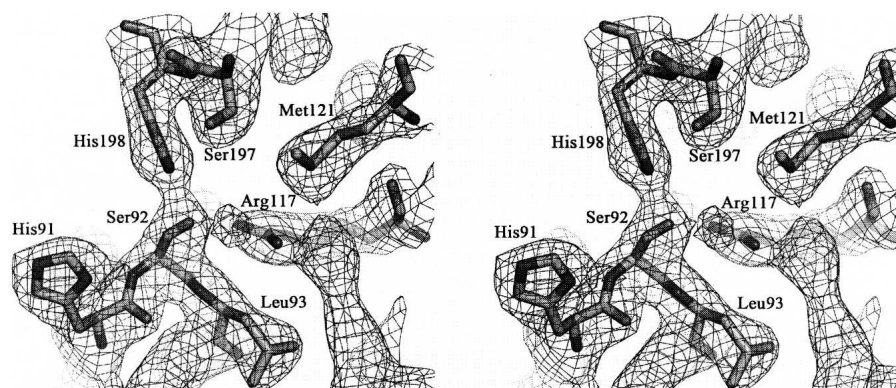 Met121
His198
Ser197
Arg117
Ser92
His91
Leu93
Met121
His198
Ser197
Arg117
Ser92
His91
Leu93